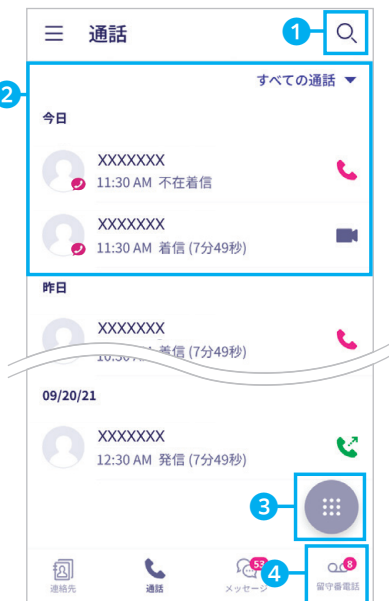 通話
1
2
すべての通話
今日
XXXXXXX
11:30 AM 不在着信
XXXXXXX
11:30 AM 着信 (7分49秒)
昨日
XXXXXXX
着信 (7分49秒)
09/20/21
XXXXXXX
12:30 AM 発信 (7分49秒)
3
53
4
8
連絡先
通話
メッセージ
留守番電話